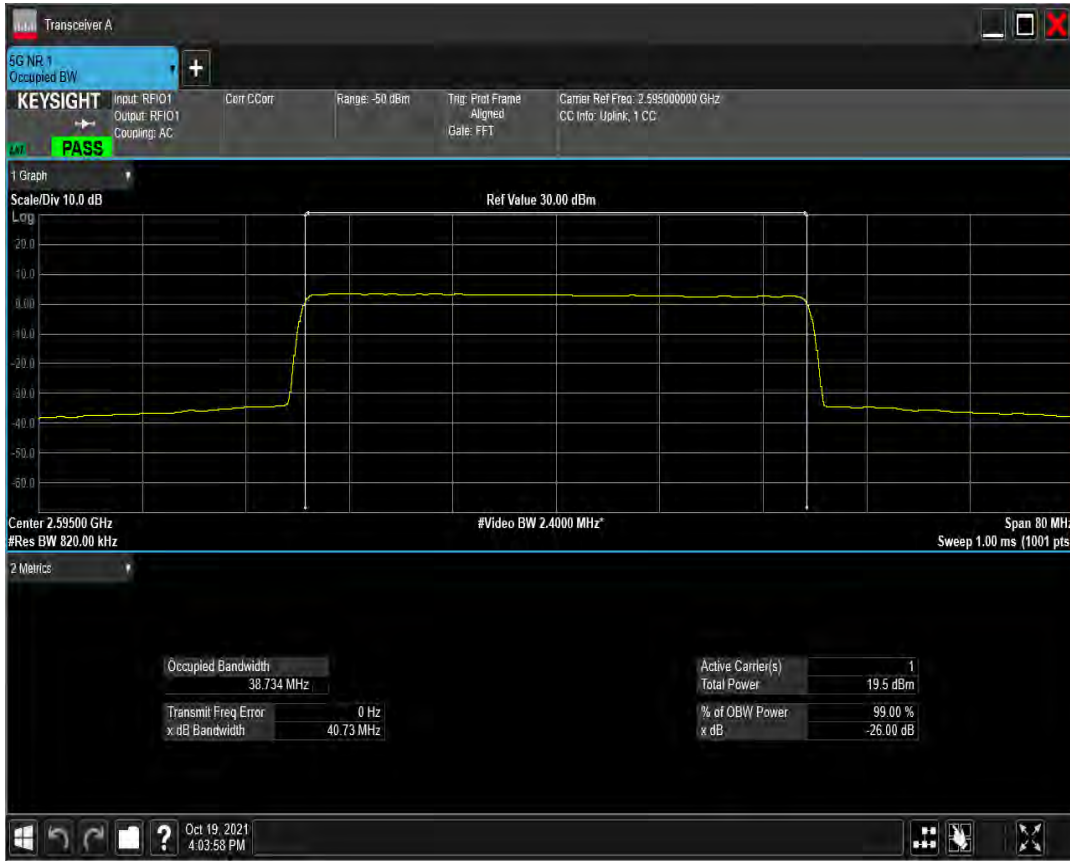 Transceiver A
5G NR 1
Occupied BW
+
KEYSIGHT
Input: RFIO1
Output: RFIO1
Coupling: AC
Corr CCorr
Range: -50 dBm
Trig: Prot Frame
Aligned
Gate: FFT
Carrier Ref Freq: 2.595000000 GHz
CC Info: Uplink, 1 CC
PASS
1 Graph
Scale/Div 10.0 dB
Ref Value 30.00 dBm
Log
20.0
10.0
0.00
-10.0
-20.0
-30.0
-40.0
-50.0
-60.0
Center 2.59500 GHz
#Video BW 2.4000 MHz*
Span 80 MHz
#Res BW 820.00 kHz
Sweep 1.00 ms (1001 pts
2 Metrics
Occupied Bandwidth
38.734 MHz
Transmit Freq Error 0 Hz
x dB Bandwidth 40.73 MHz
Active Carrier(s) 1
Total Power 19.5 dBm
% of OBW Power 99.00 %
x dB -26.00 dB
?
Oct 19, 2021
4:03:58 PM